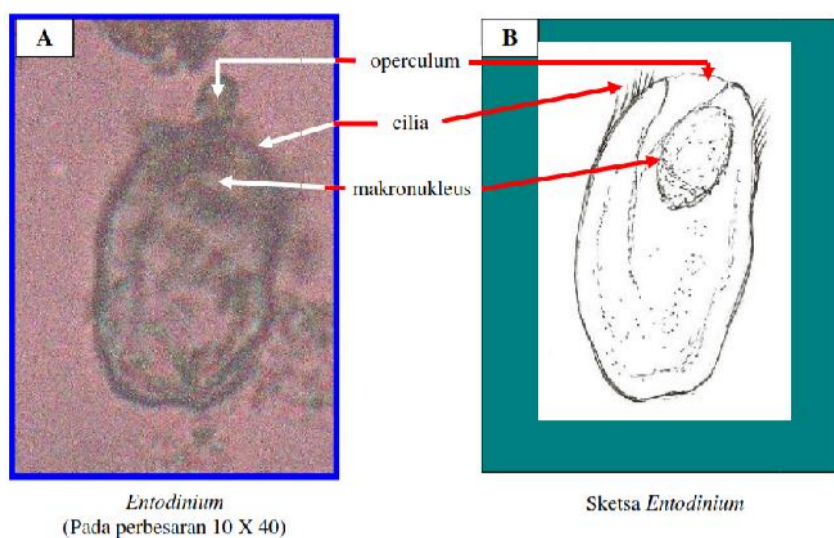 A
B
operculum
cilia
makronukleus
Entodinium
(Pada perbesaran 10 X 40)
Sketsa Entodinium